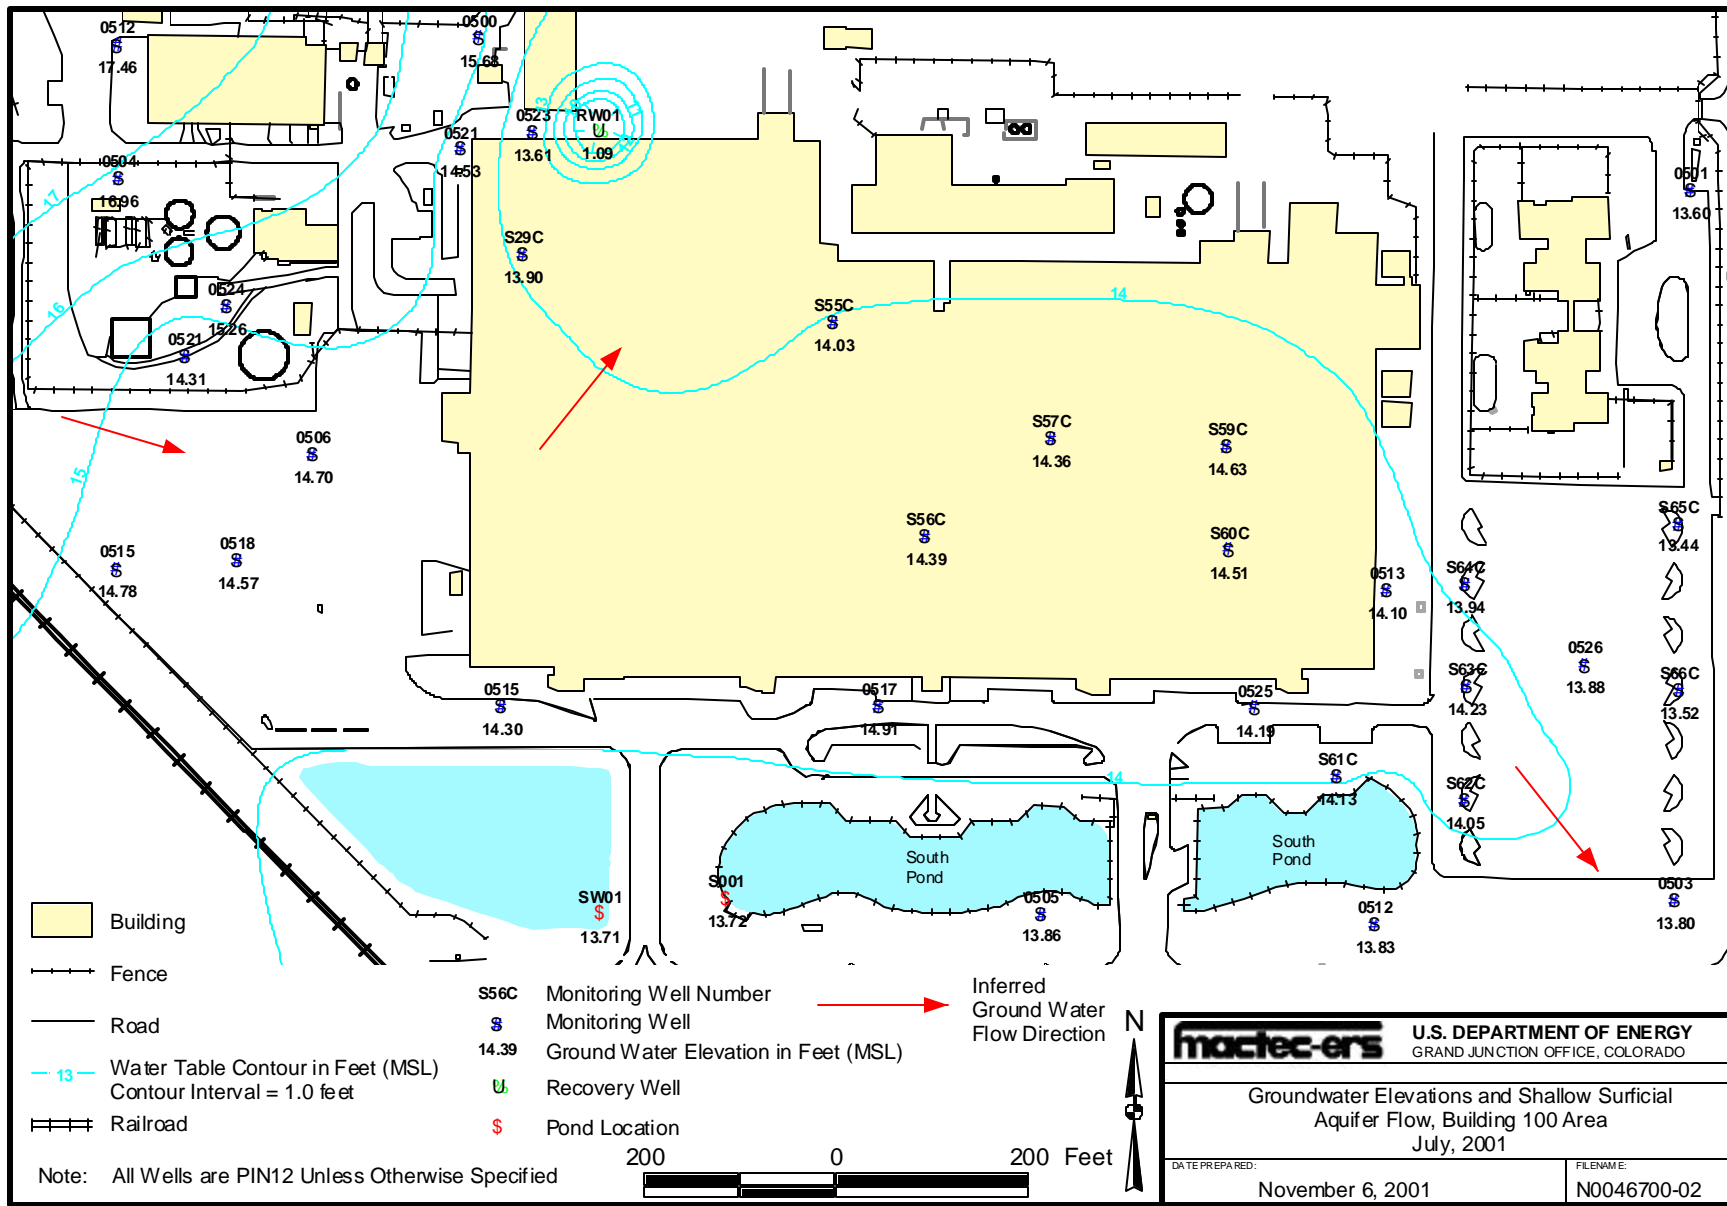 0512
17.46
0500
15.68
0523
13.61
RW01
1.09
13
0521
14.53
0504
16.96
17
0501
13.60
S29C
13.90
16
0524
15.26
0521
14.31
S55C
14.03
14
0506
14.70
15
S57C
14.36
S59C
14.63
S56C
14.39
S60C
14.51
S65C
13.44
0515
14.78
0518
14.57
0513
14.10
S64C
13.94
0526
13.88
S63C
14.23
S66C
13.52
0515
14.30
0517
14.91
0525
14.19
14
S61C
14.13
S62C
14.05
South
Pond
South
Pond
SW01
13.71
S001
13.72
0505
13.86
0512
13.83
0503
13.80
Building
Fence
Road
13 Water Table Contour in Feet (MSL)
Contour Interval = 1.0 feet
Railroad
Note: All Wells are PIN12 Unless Otherwise Specified
S56C Monitoring Well Number
Monitoring Well
14.39 Ground Water Elevation in Feet (MSL)
Recovery Well
$ Pond Location
Inferred
Ground Water
Flow Direction
200 0 200 Feet
N
mactec-ers
U.S. DEPARTMENT OF ENERGY
GRAND JUNCTION OFFICE, COLORADO
Groundwater Elevations and Shallow Surficial
Aquifer Flow, Building 100 Area
July, 2001
DATE PREPARED:
November 6, 2001
FILENAME:
N0046700-02